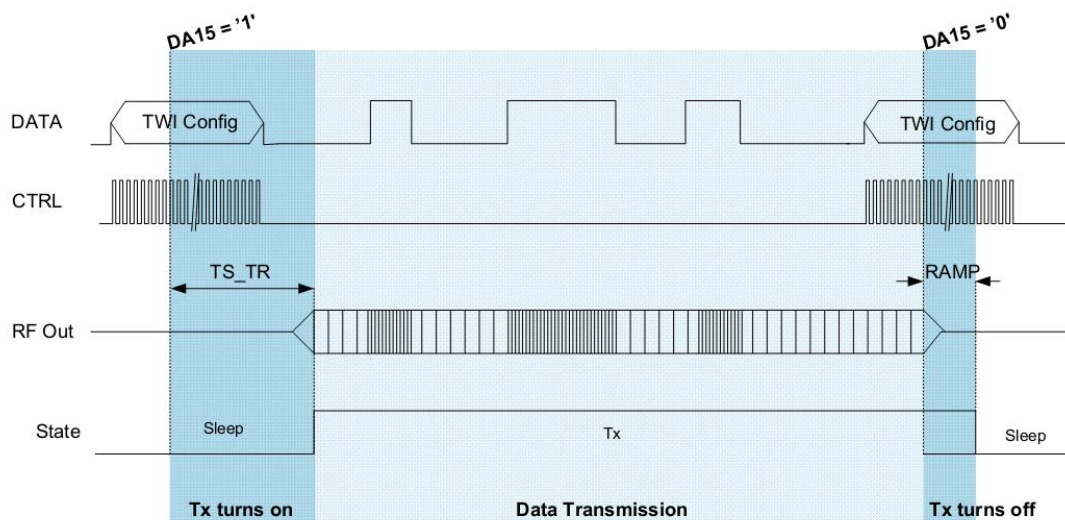 DA15 = '1'
DA15 = '0'
DATA
TWI Config
TWI Config
CTRL
TS_TR
RAMP
RF Out
State
Sleep
Tx
Sleep
Tx turns on
Data Transmission
Tx turns off